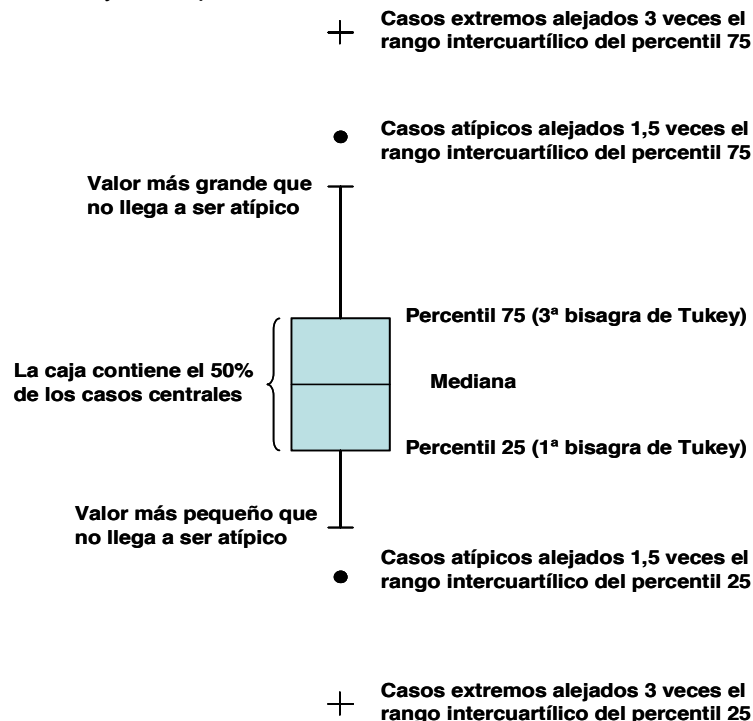 Casos extremos alejados 3 veces el
rango intercuartílico del percentil 75
Casos atípicos alejados 1,5 veces el
rango intercuartílico del percentil 75
Valor más grande que
no llega a ser atípico
Percentil 75 (3ª bisagra de Tukey)
La caja contiene el 50%
de los casos centrales
Mediana
Percentil 25 (1ª bisagra de Tukey)
Valor más pequeño que
no llega a ser atípico
Casos atípicos alejados 1,5 veces el
rango intercuartílico del percentil 25
Casos extremos alejados 3 veces el
rango intercuartílico del percentil 25